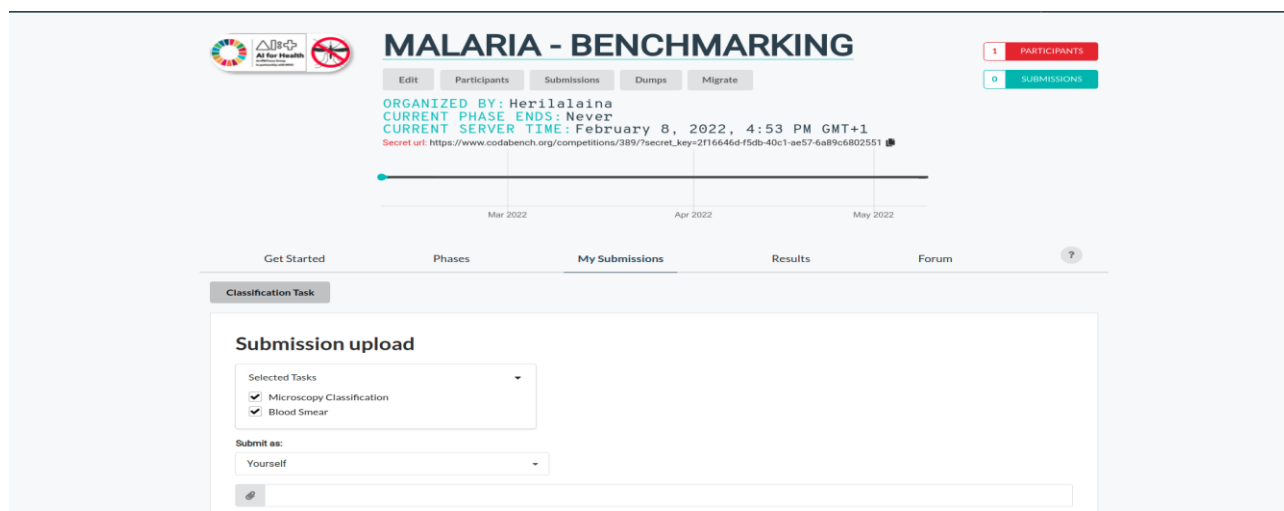 AI for Health
MALARIA - BENCHMARKING
1 PARTICIPANTS
0 SUBMISSIONS
Edit Participants Submissions Dumps Migrate
ORGANIZED BY: Herilalaina
CURRENT PHASE ENDS: Never
CURRENT SERVER TIME: February 8, 2022, 4:53 PM GMT+1
Secret url: https://www.codabench.org/competitions/389/?secret_key=2f16646d-f5db-40c1-ae57-6a89c6802551
Mar 2022 Apr 2022 May 2022
Get Started Phases My Submissions Results Forum ?
Classification Task
Submission upload
Selected Tasks
Microscopy Classification
Blood Smear
Submit as:
Yourself